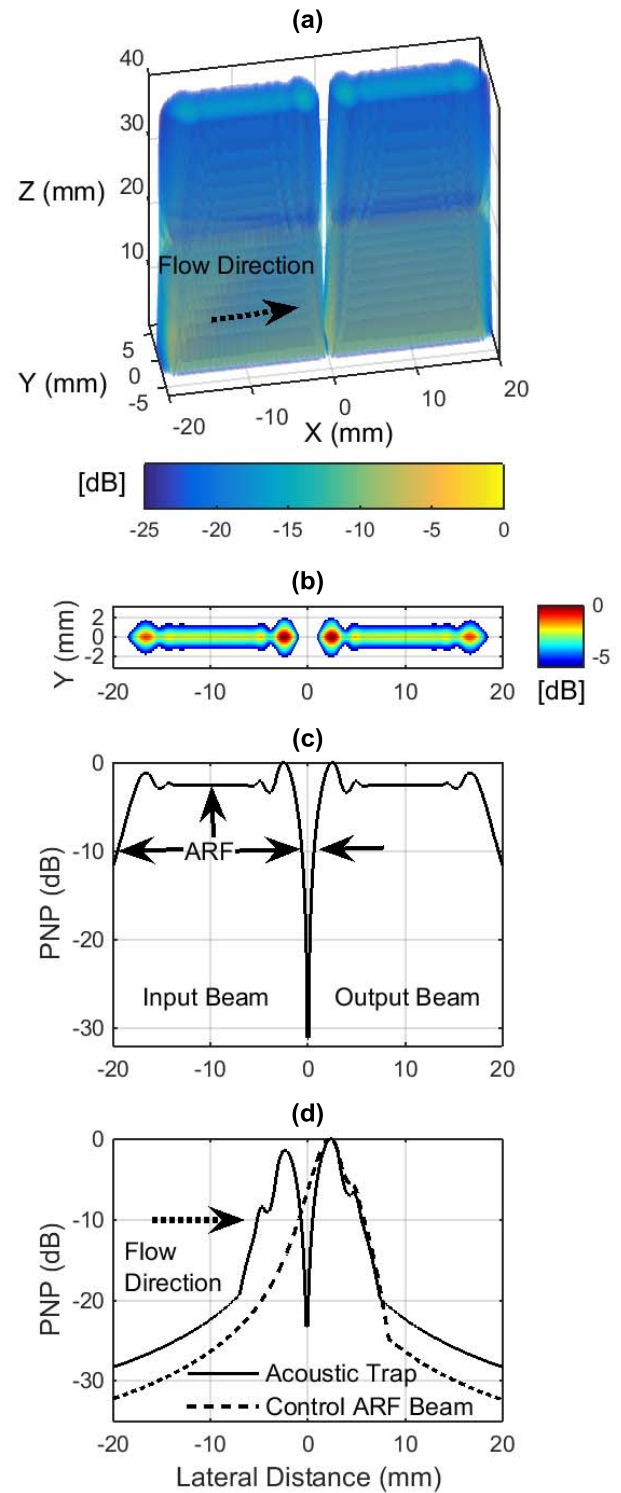 (a)
40
30
Z (mm)
20
10
Flow Direction
5
Y (mm)
0
-5
-20
-10
0
10
20
X (mm)
[dB]
-25 -20 -15 -10 -5 0
(b)
Y (mm)
2
0
-2
-20 -10 0 10 20
0
-5
[dB]
(c)
PNP (dB)
0
-10
-20
-30
ARF
Input Beam Output Beam
-20 -10 0 10 20
(d)
PNP (dB)
0
-10
-20
-30
Flow
Direction
Acoustic Trap
Control ARF Beam
-20 -10 0 10 20
Lateral Distance (mm)